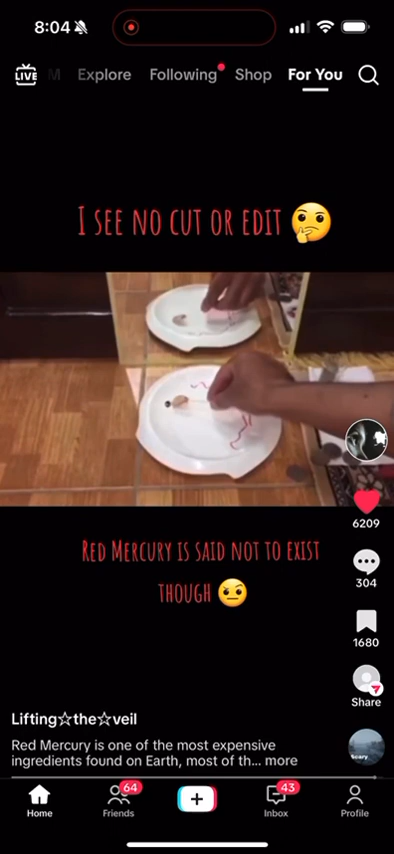 8:04
LIVE
Explore Following Shop For You
I SEE NO CUT OR EDIT 🤔
6209
304
1680
Share
RED MERCURY IS SAID NOT TO EXIST
THOUGH 🤨
Lifting☆the☆veil
Red Mercury is one of the most expensive
ingredients found on Earth, most of th... more
Scary
64
43
Home Friends Inbox Profile